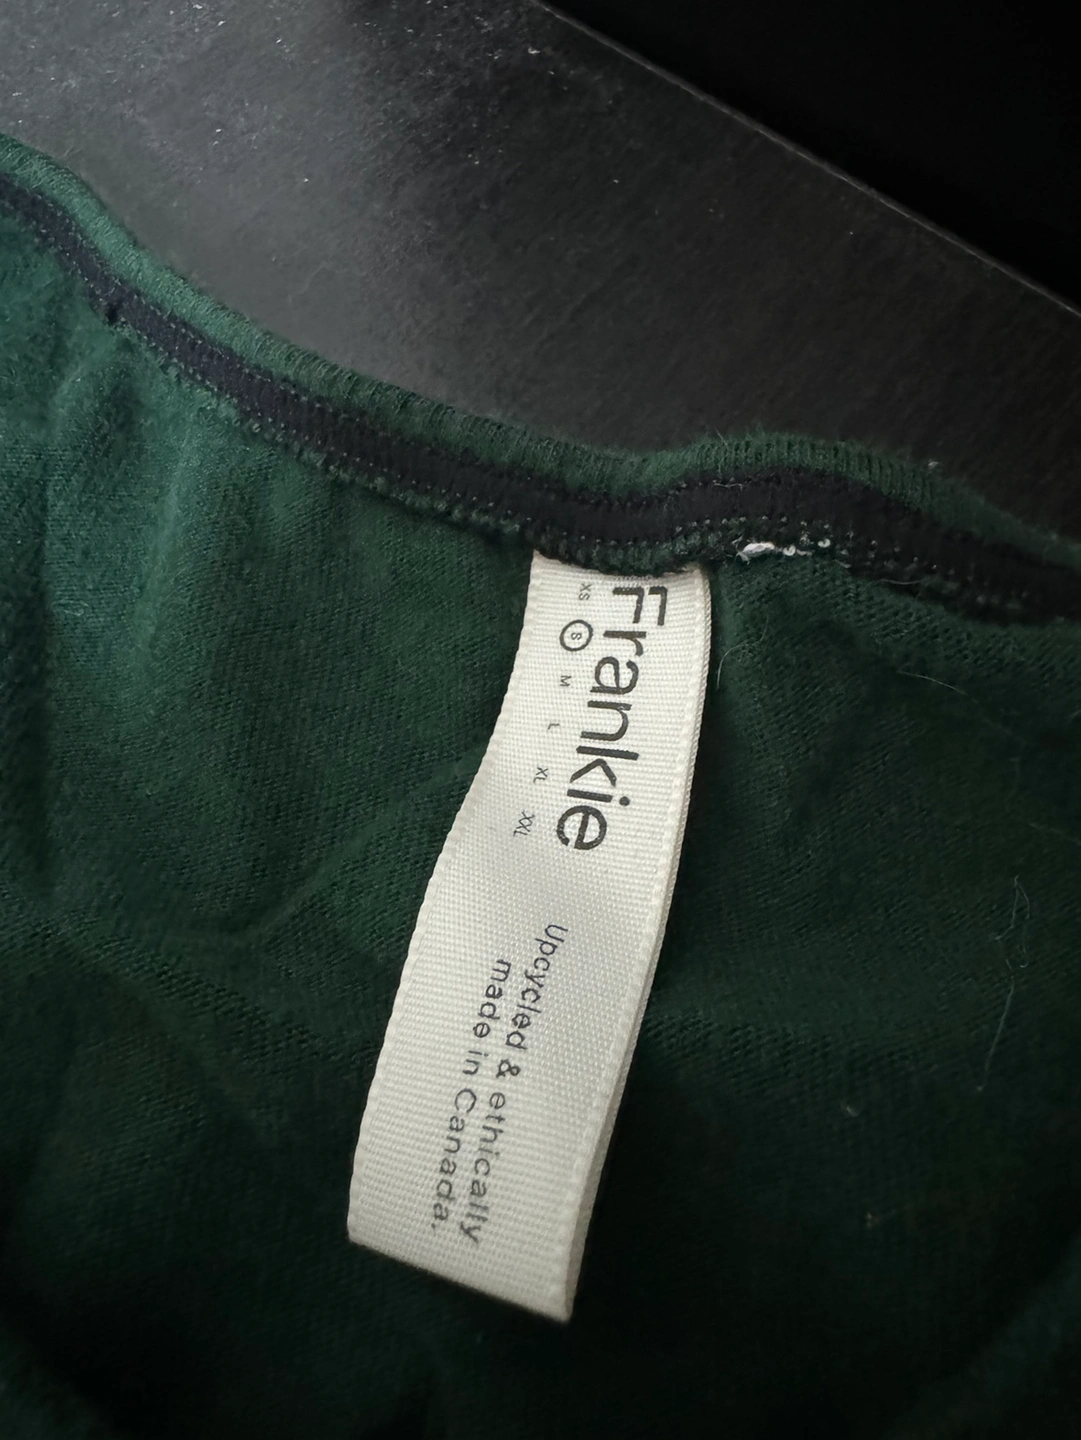 Frankie
XS S M L XL XXL
Upcycled & ethically
made in Canada.